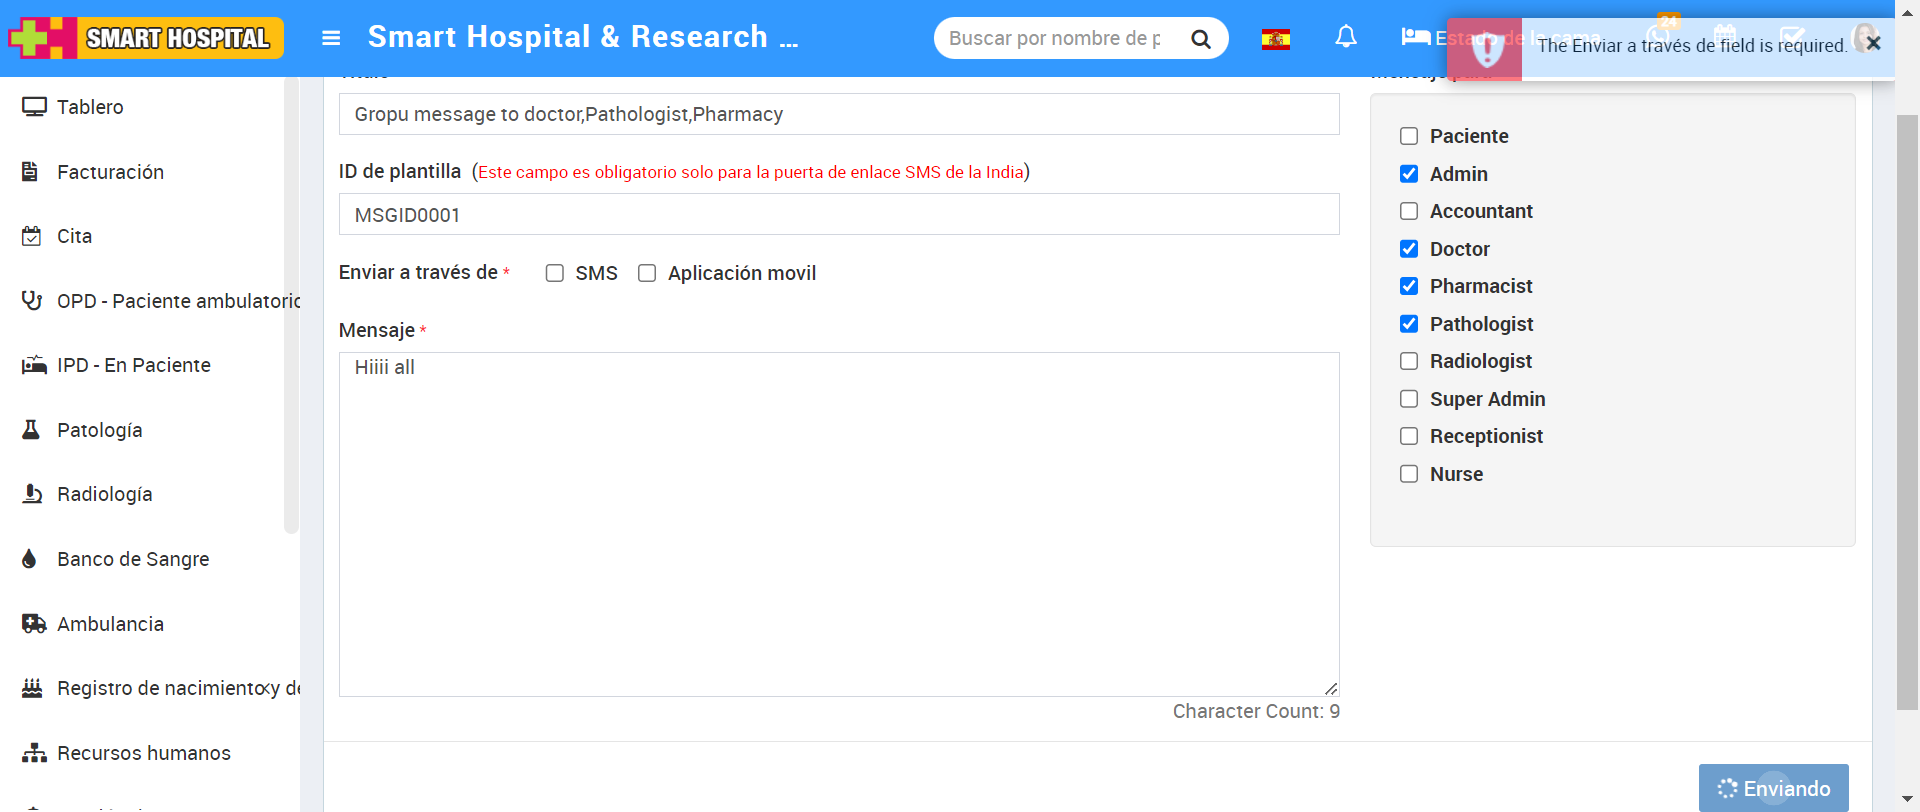 SMART HOSPITAL
Smart Hospital & Research ...
Buscar por nombre de p
Estado de la cama
24
The Enviar a través de field is required.
Tablero
Facturación
Cita
OPD - Paciente ambulatorio
IPD - En Paciente
Patología
Radiología
Banco de Sangre
Ambulancia
Registro de nacimiento y de
Recursos humanos
Gropu message to doctor,Pathologist,Pharmacy
ID de plantilla (Este campo es obligatorio solo para la puerta de enlace SMS de la India)
MSGID0001
Enviar a través de * SMS Aplicación movil
Mensaje *
Hiiii all
Character Count: 9
Paciente
Admin
Accountant
Doctor
Pharmacist
Pathologist
Radiologist
Super Admin
Receptionist
Nurse
Enviando